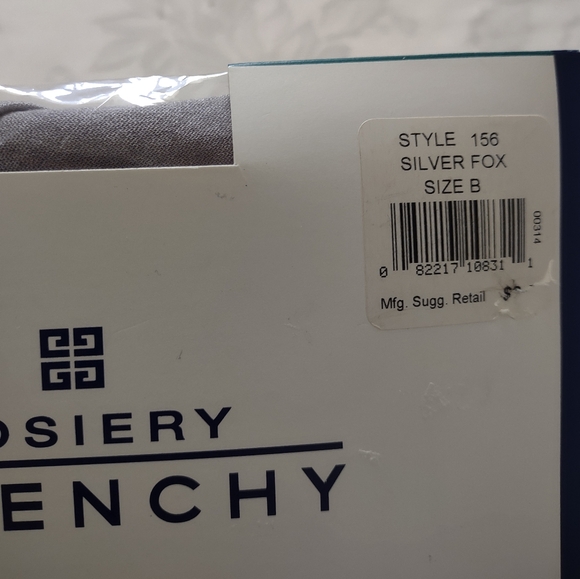 STYLE 156
SILVER FOX
SIZE B
00314
0 82217 10831 1
Mfg. Sugg. Retail
OSIERY
ENCHY